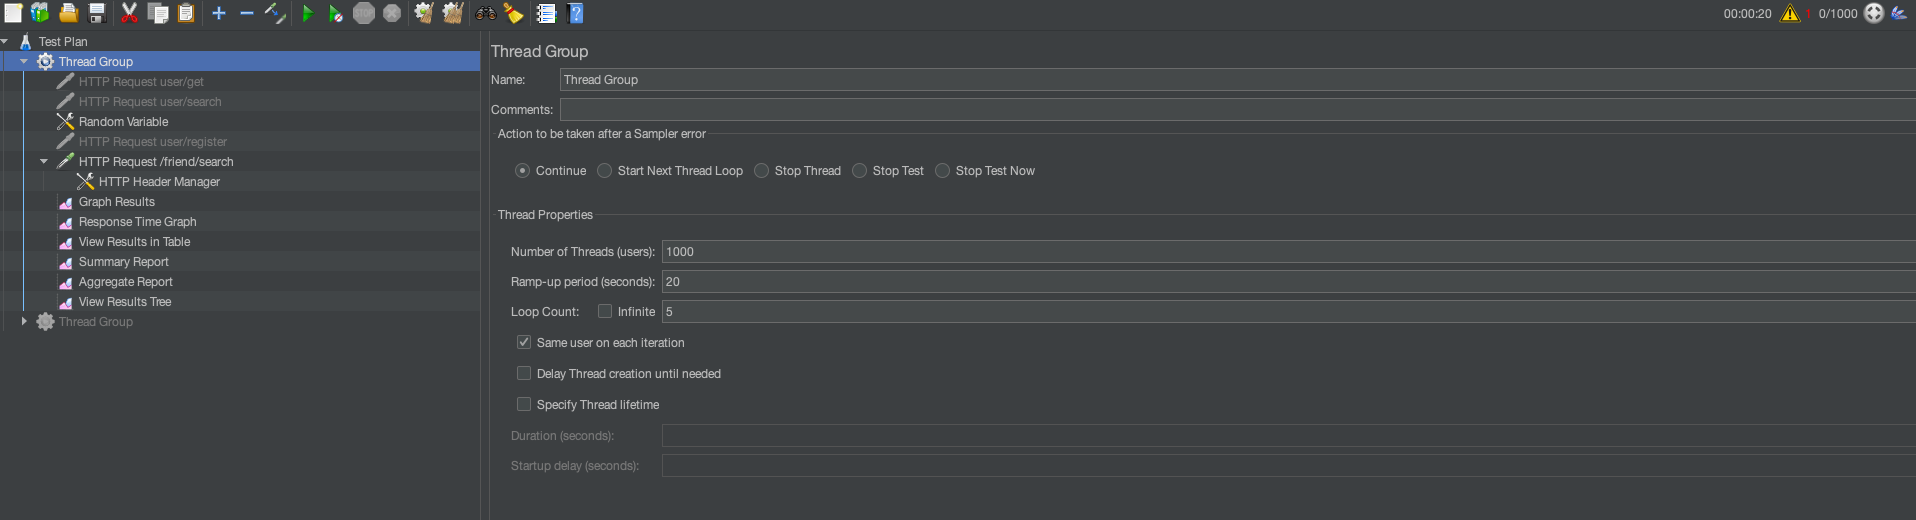 00:00:20 1 0/1000
Test Plan
Thread Group
HTTP Request user/get
HTTP Request user/search
Random Variable
HTTP Request user/register
HTTP Request /friend/search
HTTP Header Manager
Graph Results
Response Time Graph
View Results in Table
Summary Report
Aggregate Report
View Results Tree
Thread Group
Thread Group
Name: Thread Group
Comments:
Action to be taken after a Sampler error
Continue Start Next Thread Loop Stop Thread Stop Test Stop Test Now
Thread Properties
Number of Threads (users): 1000
Ramp-up period (seconds): 20
Loop Count: Infinite 5
Same user on each iteration
Delay Thread creation until needed
Specify Thread lifetime
Duration (seconds):
Startup delay (seconds):